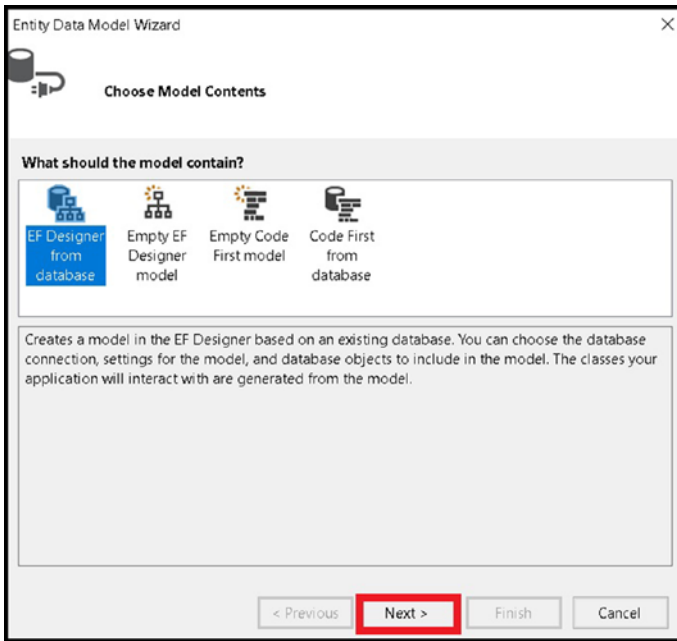 Entity Data Model Wizard
Choose Model Contents
What should the model contain?
EF Designer
from
database
Empty EF
Designer
model
Empty Code
First model
Code First
from
database
Creates a model in the EF Designer based on an existing database. You can choose the database
connection, settings for the model, and database objects to include in the model. The classes your
application will interact with are generated from the model.
< Previous
Next >
Finish
Cancel